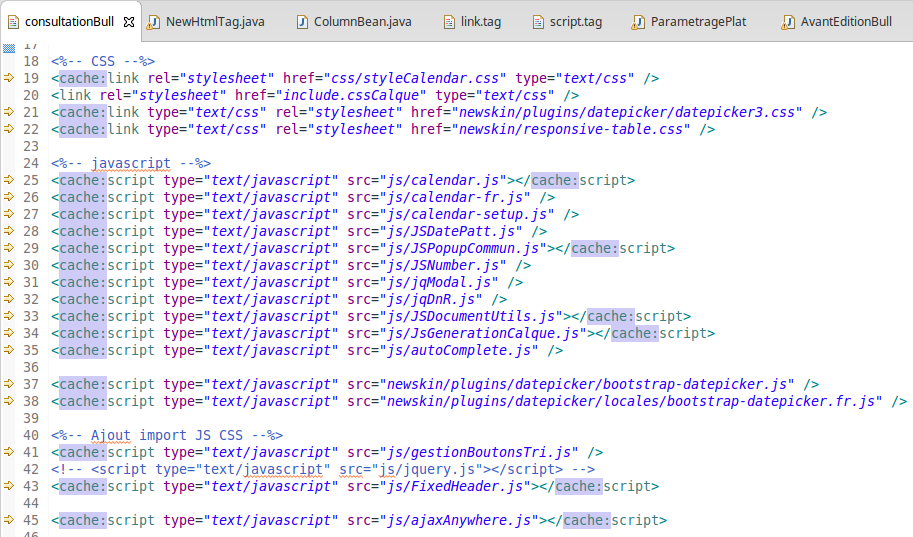 consultationBull NewHtmlTag.java ColumnBean.java link.tag script.tag ParametragePlat AvantEditionBull
17
18 <%-- CSS --%>
19 <cache:link rel="stylesheet" href="css/styleCalendar.css" type="text/css" />
20 <link rel="stylesheet" href="include.cssCalque" type="text/css" />
21 <cache:link type="text/css" rel="stylesheet" href="newskin/plugins/datepicker/datepicker3.css" />
22 <cache:link type="text/css" rel="stylesheet" href="newskin/responsive-table.css" />
23
24 <%-- javascript --%>
25 <cache:script type="text/javascript" src="js/calendar.js"></cache:script>
26 <cache:script type="text/javascript" src="js/calendar-fr.js" />
27 <cache:script type="text/javascript" src="js/calendar-setup.js" />
28 <cache:script type="text/javascript" src="js/JSDatePatt.js" />
29 <cache:script type="text/javascript" src="js/JSPopupCommun.js"></cache:script>
30 <cache:script type="text/javascript" src="js/JSNumber.js" />
31 <cache:script type="text/javascript" src="js/jqModal.js" />
32 <cache:script type="text/javascript" src="js/jqDnR.js" />
33 <cache:script type="text/javascript" src="js/JSDocumentUtils.js"></cache:script>
34 <cache:script type="text/javascript" src="js/JsGenerationCalque.js"></cache:script>
35 <cache:script type="text/javascript" src="js/autoComplete.js" />
36
37 <cache:script type="text/javascript" src="newskin/plugins/datepicker/bootstrap-datepicker.js" />
38 <cache:script type="text/javascript" src="newskin/plugins/datepicker/locales/bootstrap-datepicker.fr.js" />
39
40 <%-- Ajout import JS CSS --%>
41 <cache:script type="text/javascript" src="js/gestionBoutonsTri.js" />
42 <!-- <script type="text/javascript" src="js/jquery.js"></script> -->
43 <cache:script type="text/javascript" src="js/FixedHeader.js"></cache:script>
44
45 <cache:script type="text/javascript" src="js/ajaxAnywhere.js"></cache:script>
46